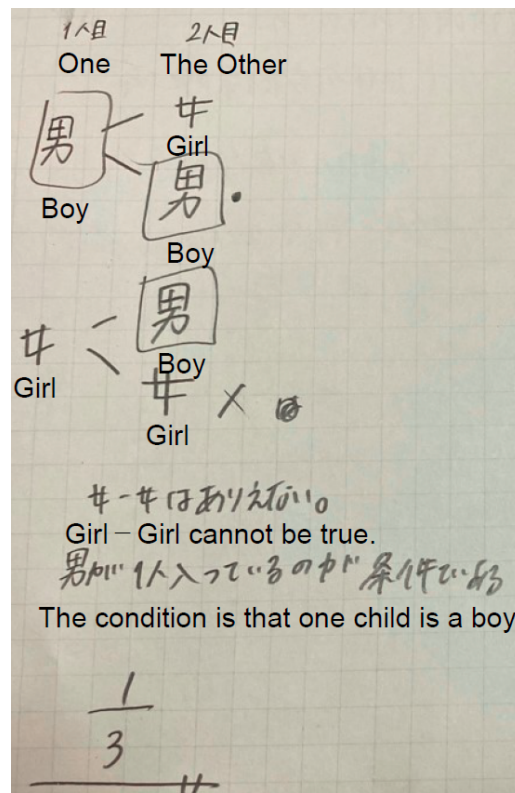 1人目 2人目
One The Other
女
Girl
男
Boy
男
Boy
男
Boy
女
Girl
女 ×
Girl
女-女はありえない。
Girl – Girl cannot be true.
男が1人入っているのが条件である
The condition is that one child is a boy
1
3